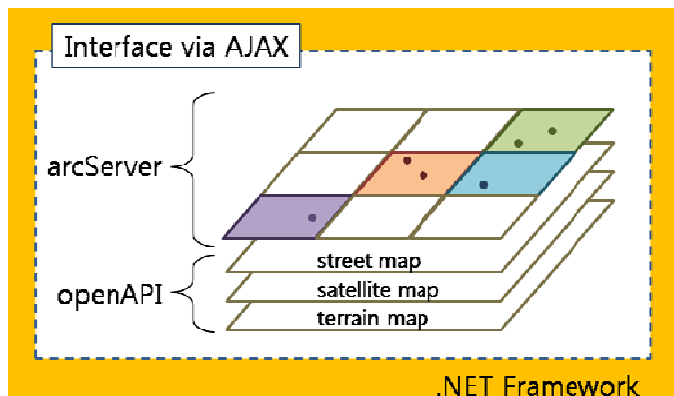 Interface via AJAX
arcServer
street map
openAPI
satellite map
terrain map
.NET Framework